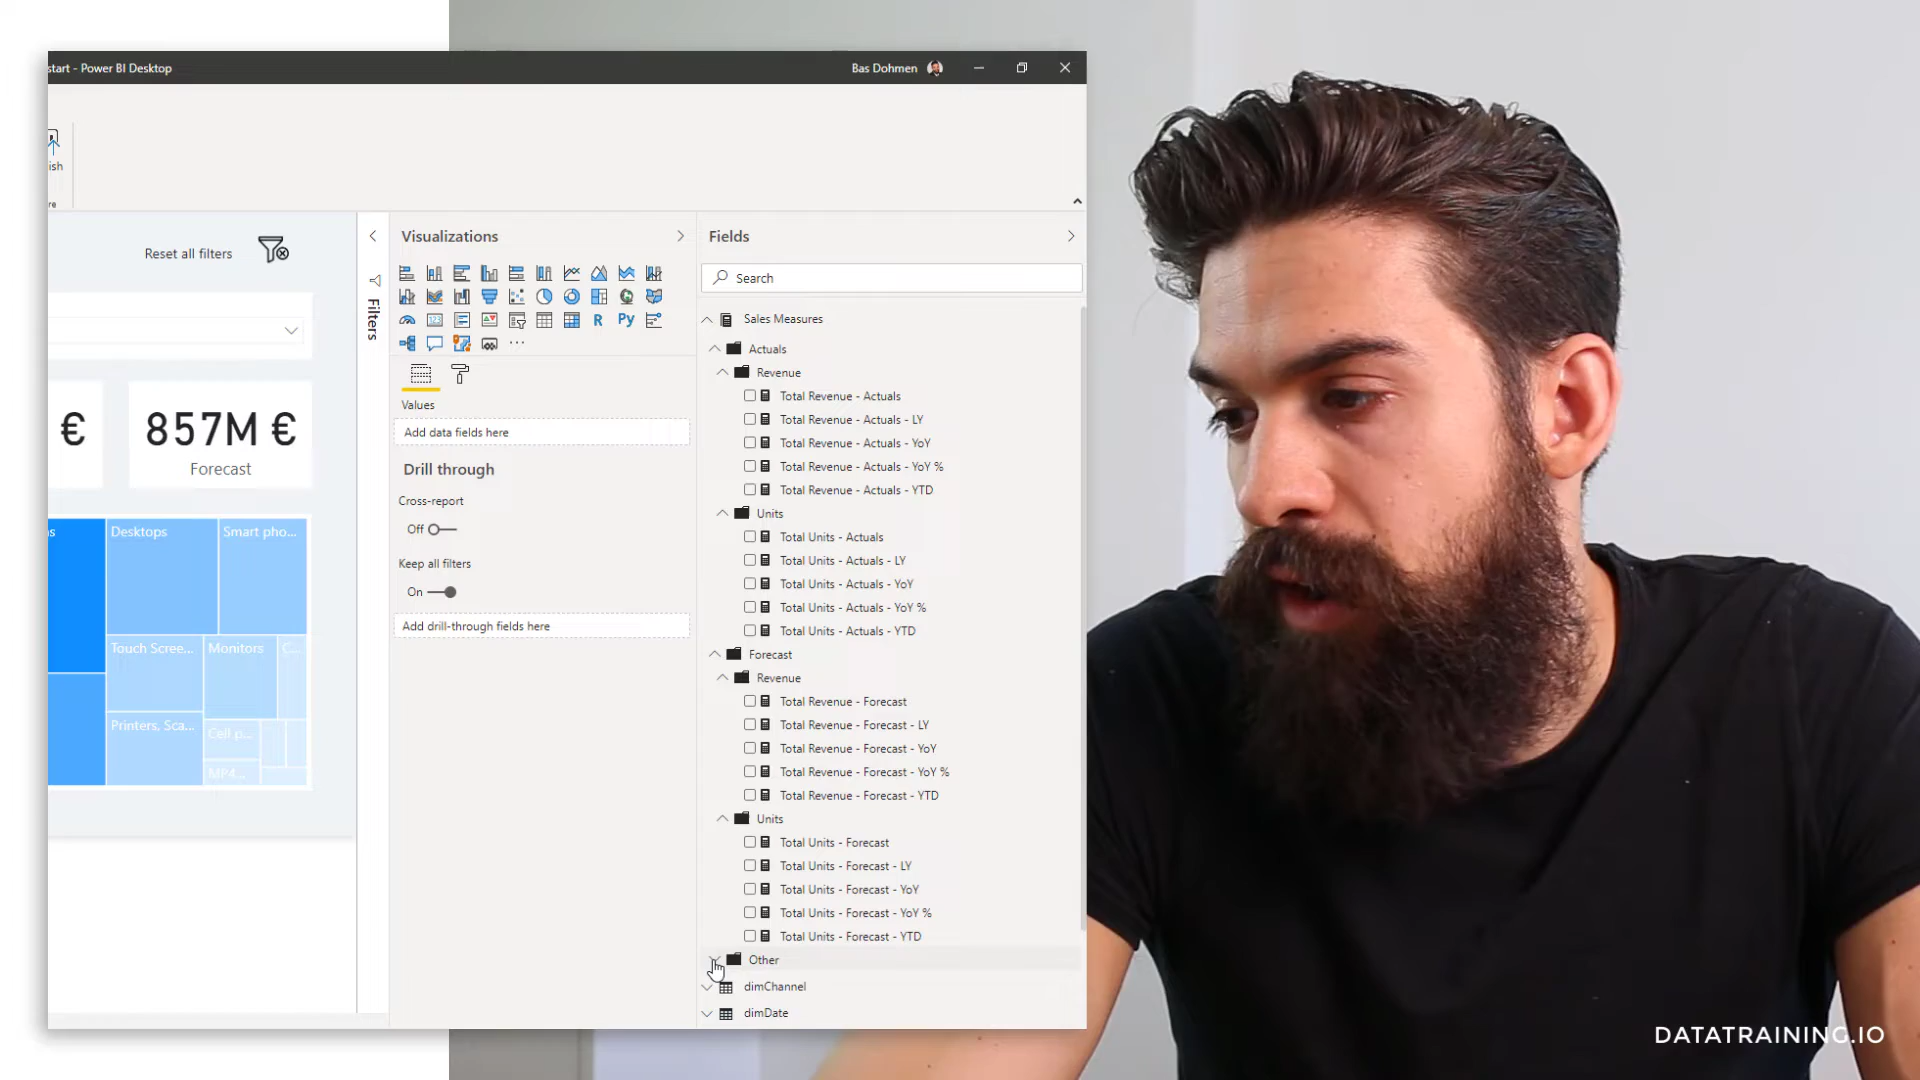 start - Power BI Desktop
Bas Dohmen
ish
re
Reset all filters
€
857M €
Forecast
s
Desktops
Smart pho...
Touch Scree...
Monitors
C...
Printers, Sca...
Cell p...
MP4...
Filters
Visualizations
R
Py
123
...
Values
Add data fields here
Drill through
Cross-report
Off
Keep all filters
On
Add drill-through fields here
Fields
Search
Sales Measures
Actuals
Revenue
Total Revenue - Actuals
Total Revenue - Actuals - LY
Total Revenue - Actuals - YoY
Total Revenue - Actuals - YoY %
Total Revenue - Actuals - YTD
Units
Total Units - Actuals
Total Units - Actuals - LY
Total Units - Actuals - YoY
Total Units - Actuals - YoY %
Total Units - Actuals - YTD
Forecast
Revenue
Total Revenue - Forecast
Total Revenue - Forecast - LY
Total Revenue - Forecast - YoY
Total Revenue - Forecast - YoY %
Total Revenue - Forecast - YTD
Units
Total Units - Forecast
Total Units - Forecast - LY
Total Units - Forecast - YoY
Total Units - Forecast - YoY %
Total Units - Forecast - YTD
Other
dimChannel
dimDate
DATATRAINING.IO